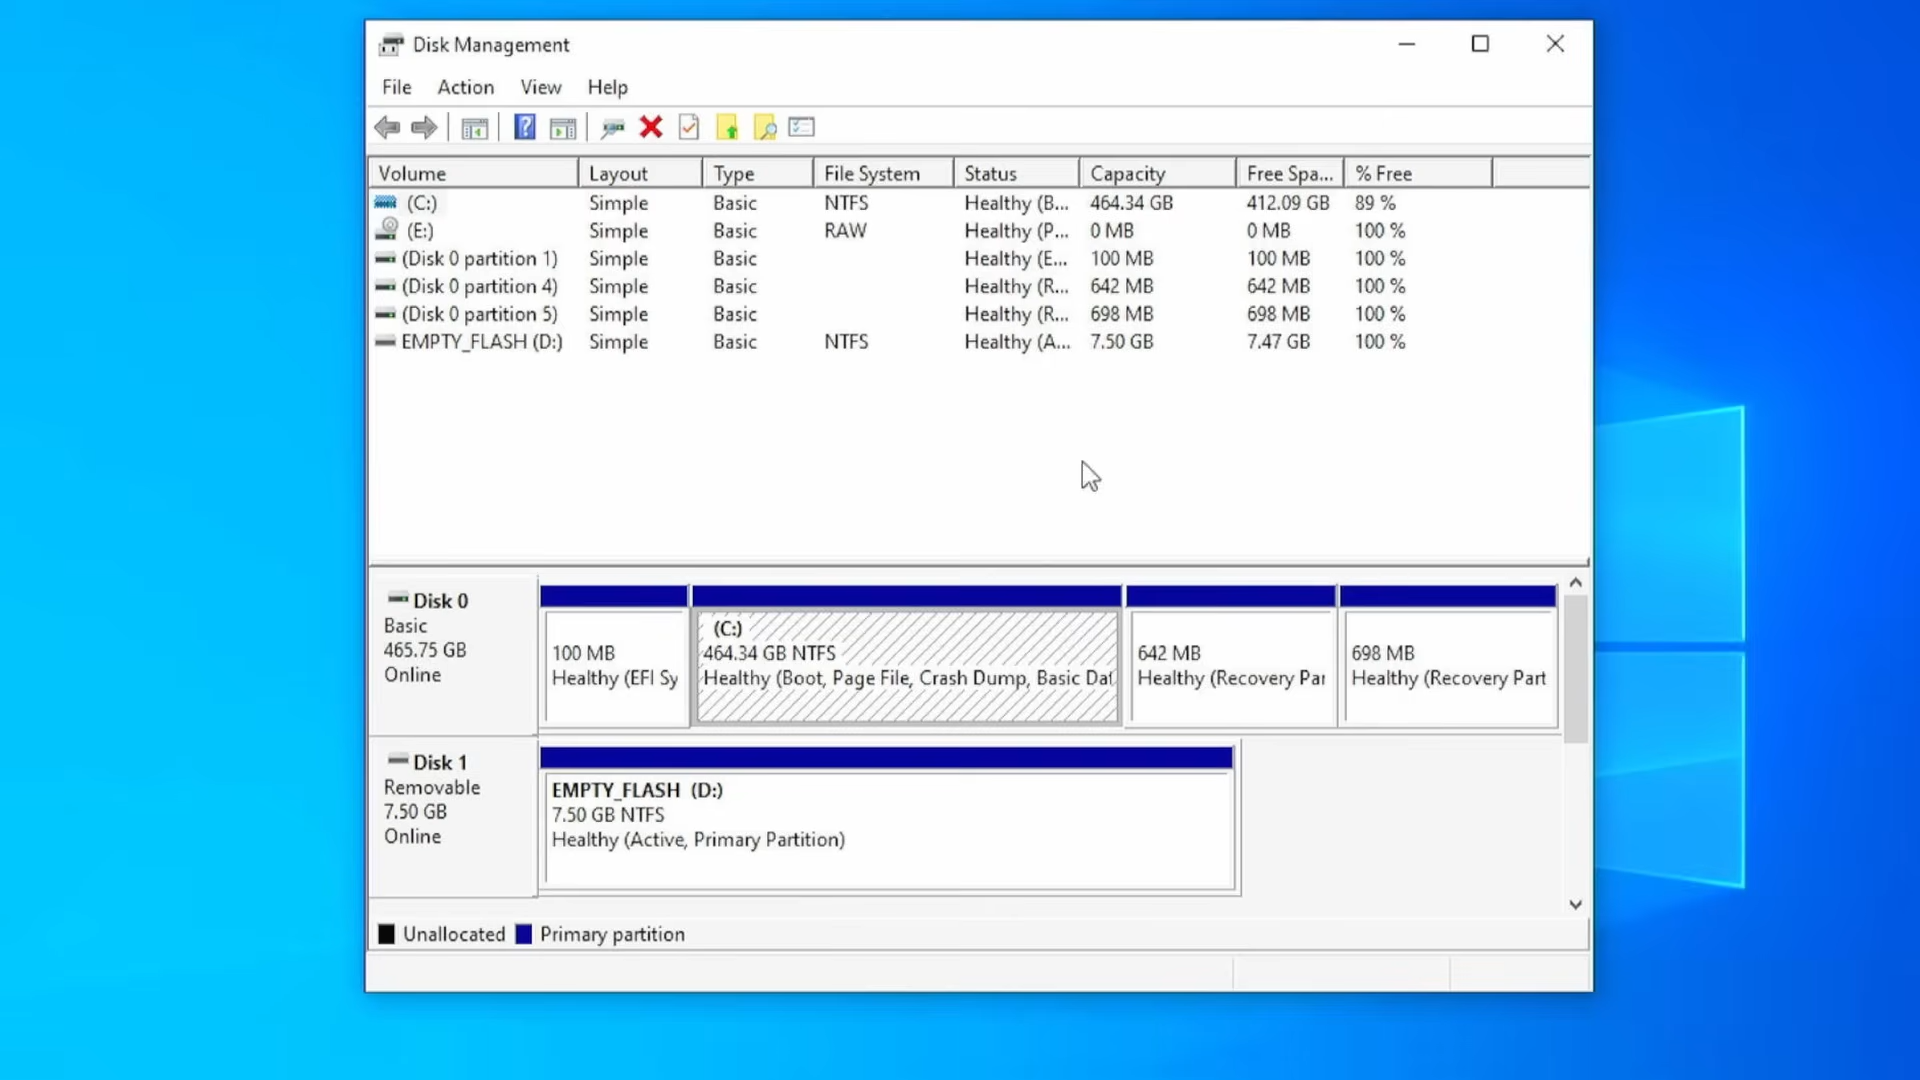 Disk Management
File Action View Help
Volume Layout Type File System Status Capacity Free Spa... % Free
(C:) Simple Basic NTFS Healthy (B... 464.34 GB 412.09 GB 89 %
(E:) Simple Basic RAW Healthy (P... 0 MB 0 MB 100 %
(Disk 0 partition 1) Simple Basic Healthy (E... 100 MB 100 MB 100 %
(Disk 0 partition 4) Simple Basic Healthy (R... 642 MB 642 MB 100 %
(Disk 0 partition 5) Simple Basic Healthy (R... 698 MB 698 MB 100 %
EMPTY_FLASH (D:) Simple Basic NTFS Healthy (A... 7.50 GB 7.47 GB 100 %
Disk 0
Basic
465.75 GB
Online
100 MB
Healthy (EFI Sy
(C:)
464.34 GB NTFS
Healthy (Boot, Page File, Crash Dump, Basic Dat
642 MB
Healthy (Recovery Par
698 MB
Healthy (Recovery Part
Disk 1
Removable
7.50 GB
Online
EMPTY_FLASH (D:)
7.50 GB NTFS
Healthy (Active, Primary Partition)
Unallocated Primary partition